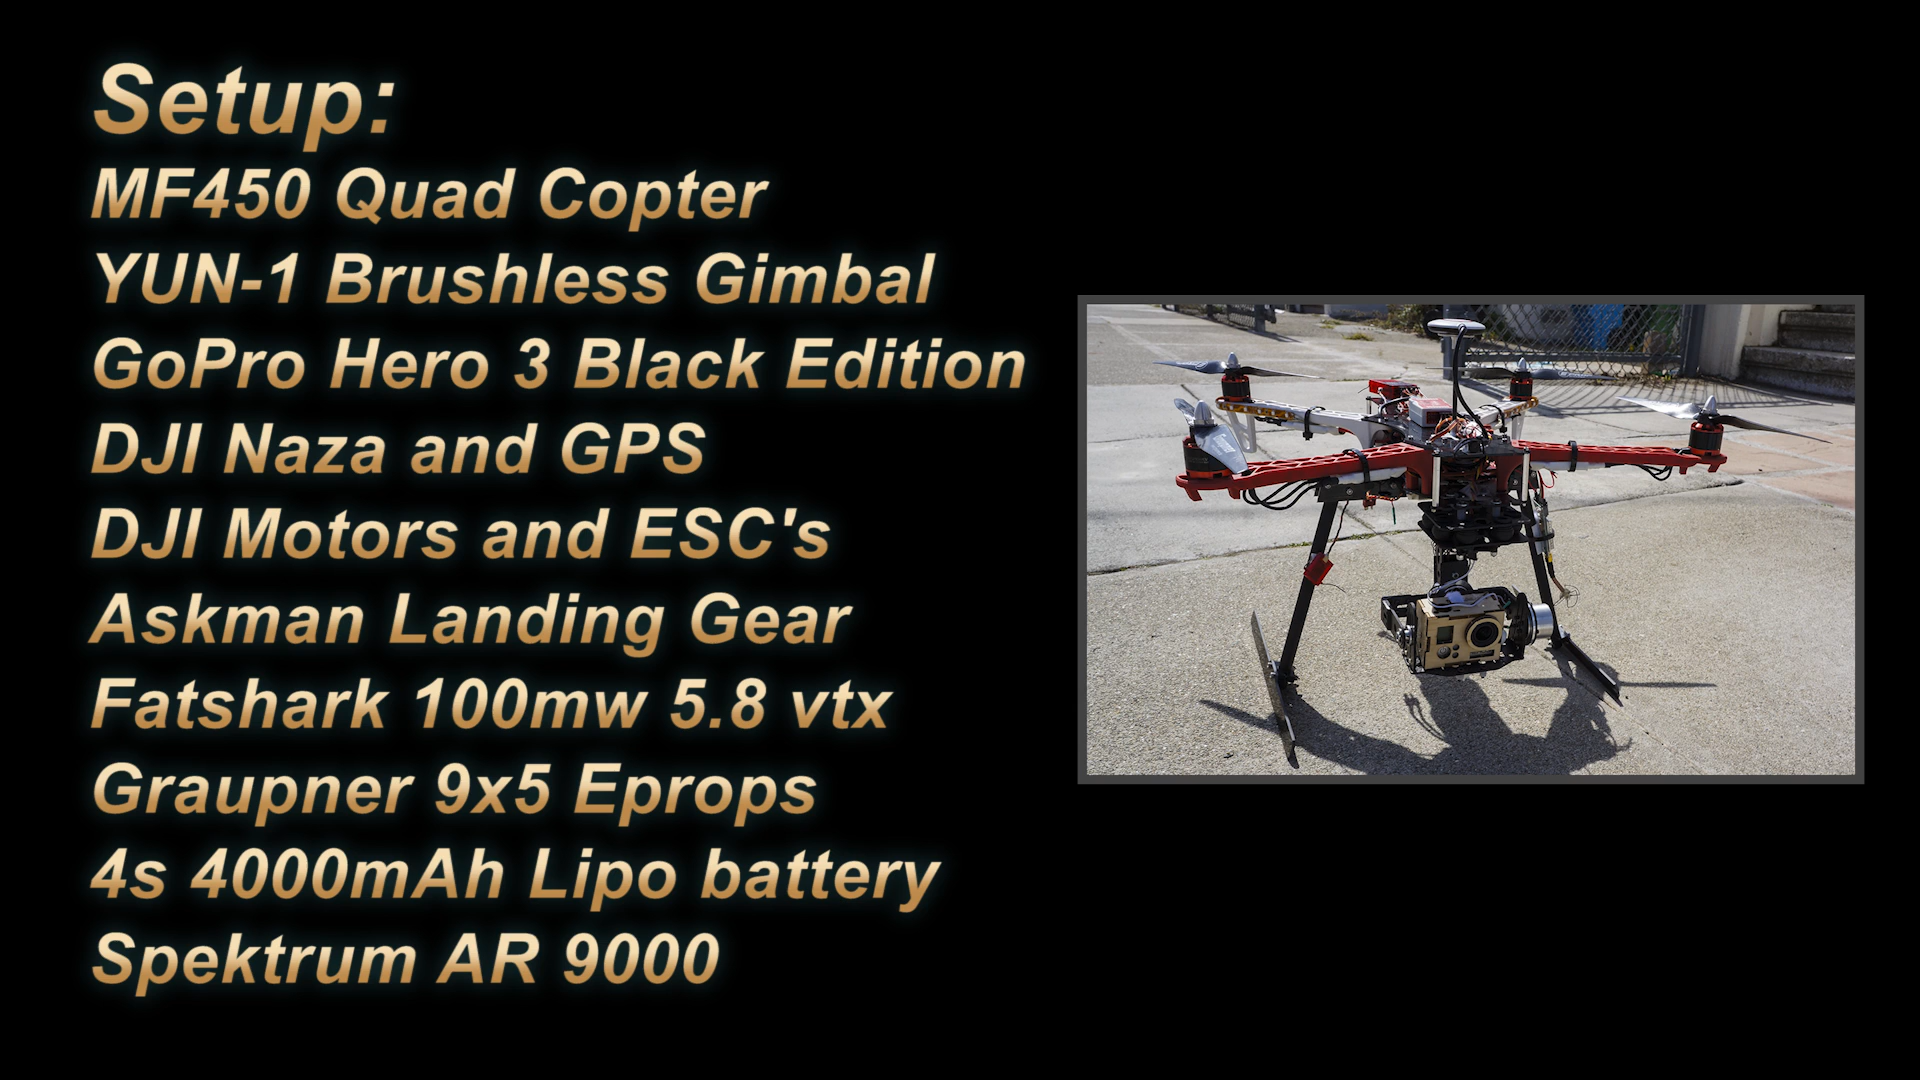 Setup:
MF450 Quad Copter
YUN-1 Brushless Gimbal
GoPro Hero 3 Black Edition
DJI Naza and GPS
DJI Motors and ESC's
Askman Landing Gear
Fatshark 100mw 5.8 vtx
Graupner 9x5 Eprops
4s 4000mAh Lipo battery
Spektrum AR 9000